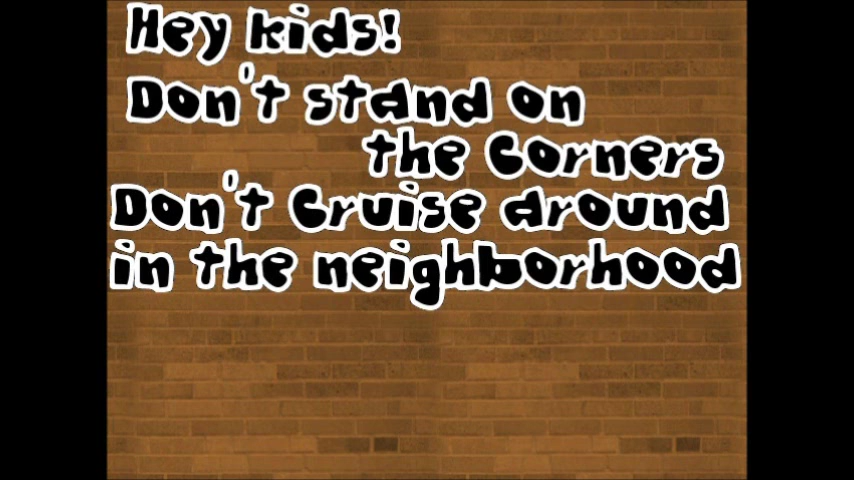 Hey kids!
Don't stand on
the Corners
Don't Cruise around
in the neighborhood